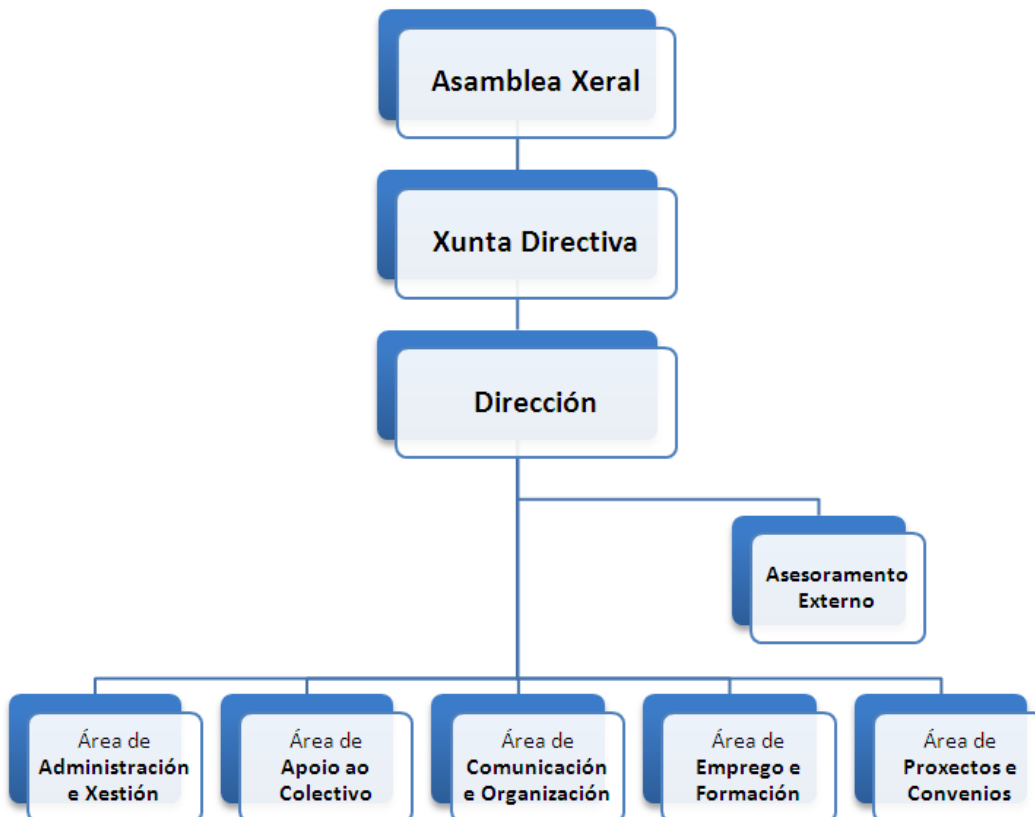 Asamblea Xeral
Xunta Directiva
Dirección
Asesoramento
Externo
Área de
Administración
e Xestión
Área de
Apoio ao
Colectivo
Área de
Comunicación
e Organización
Área de
Emprego e
Formación
Área de
Proxectos e
Convenios